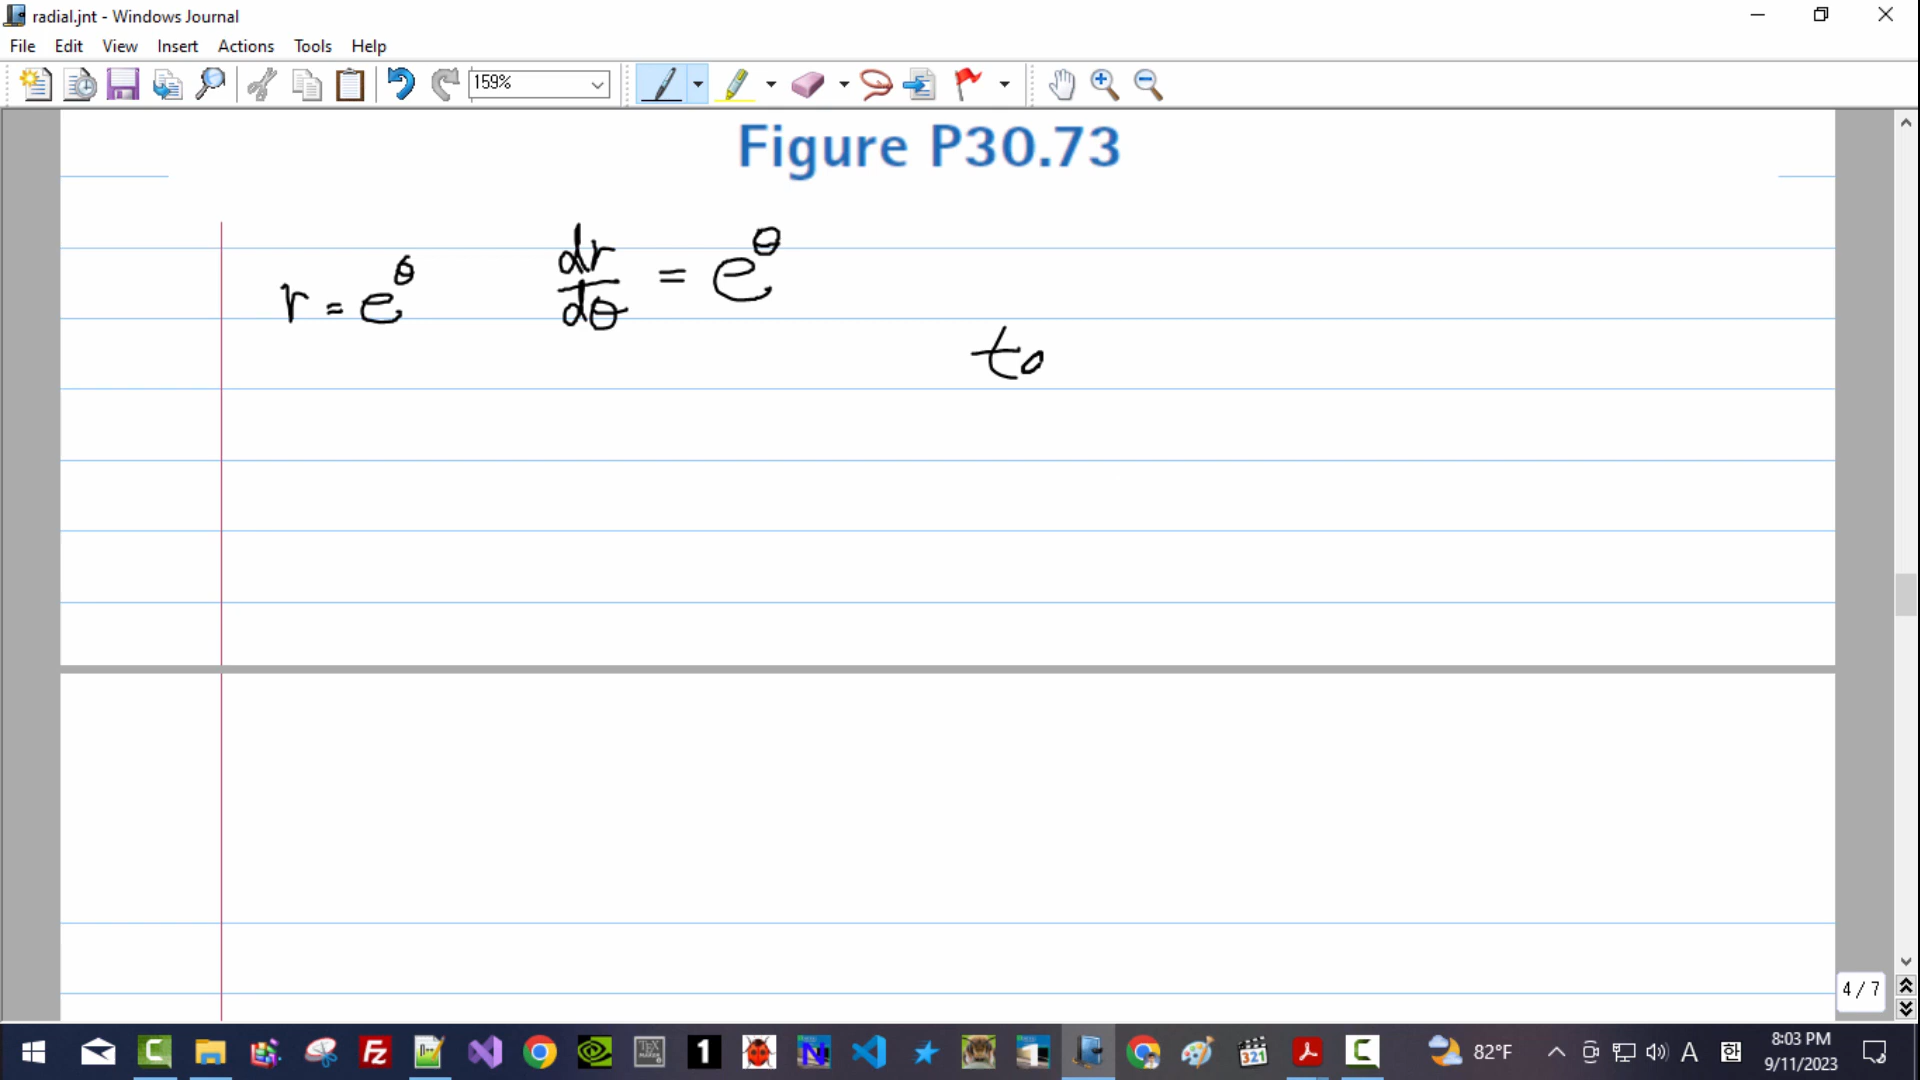 radial.jnt - Windows Journal
File Edit View Insert Actions Tools Help
159%
Figure P30.73
r = e^θ dr/dθ = e^θ
to
4 / 7
82°F A 한 8:03 PM
9/11/2023